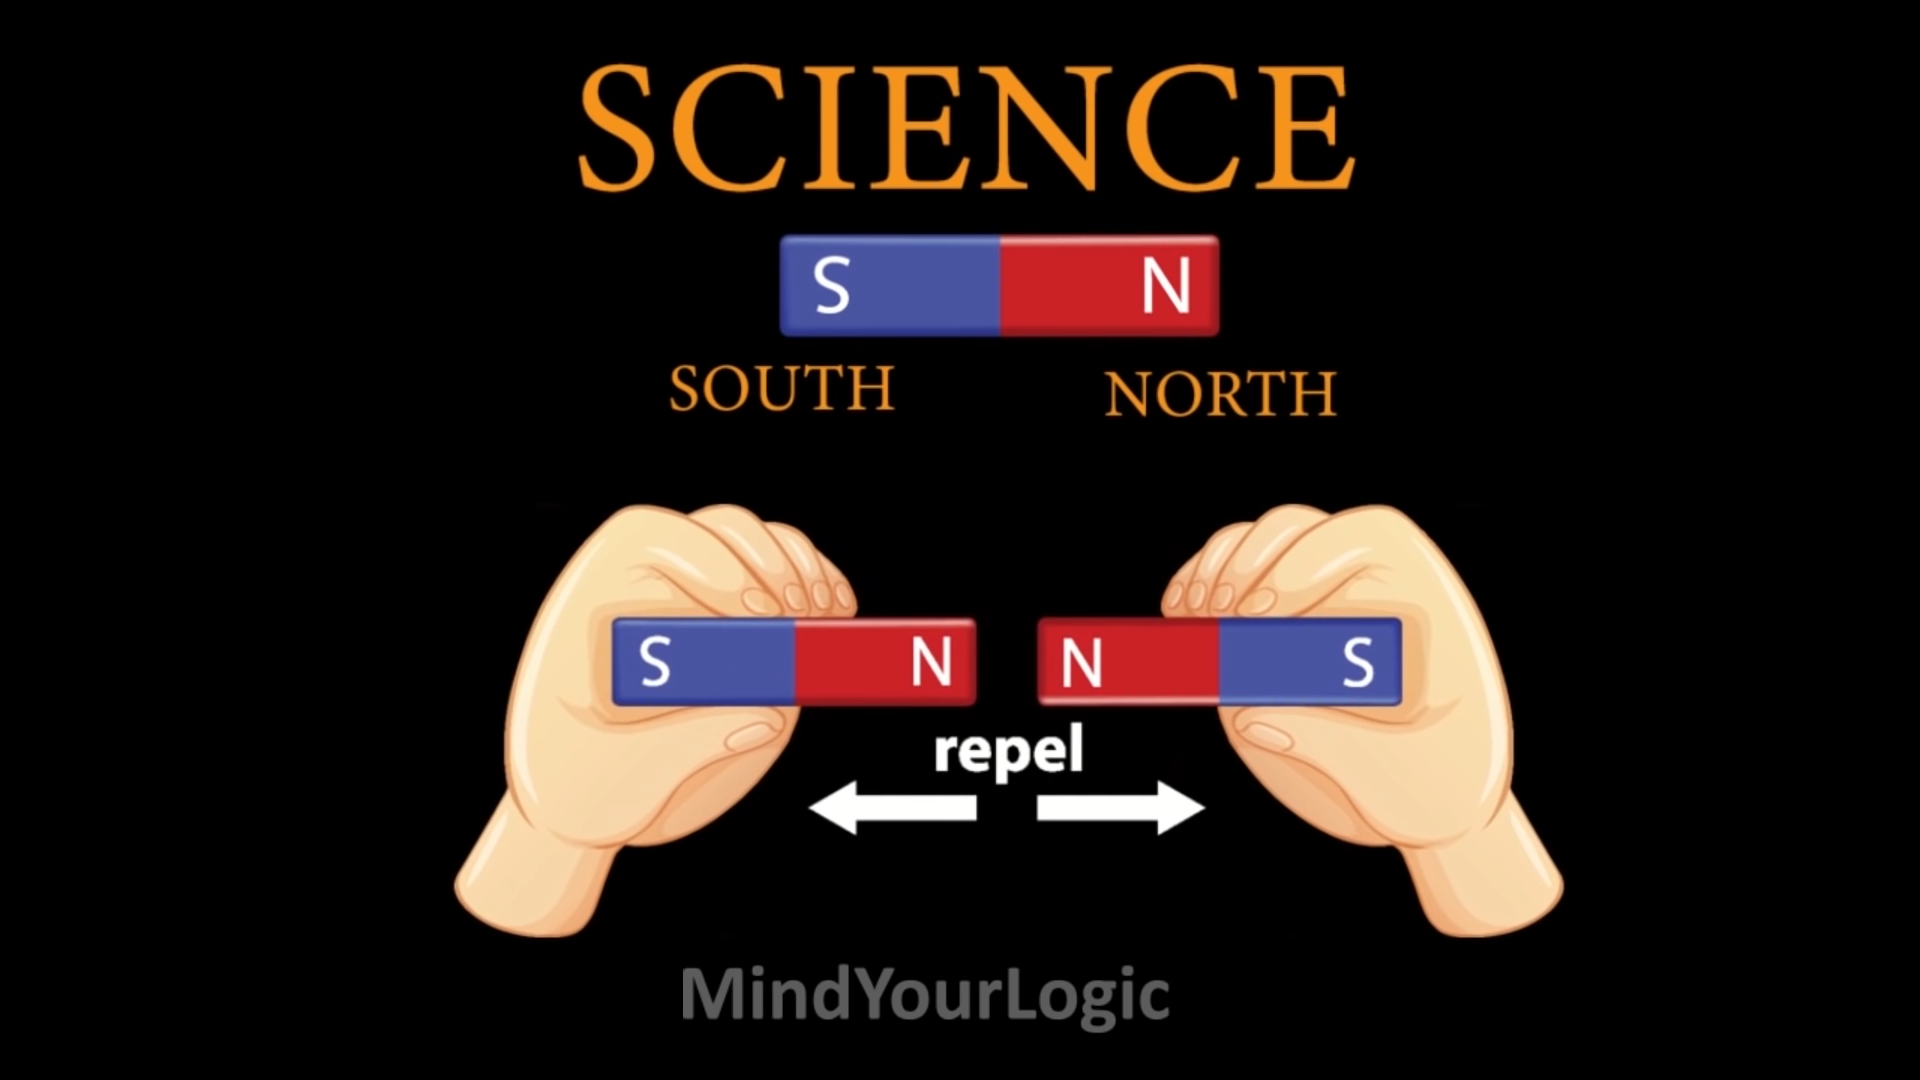 SCIENCE
S N
SOUTH NORTH
S N N S
repel
MindYourLogic